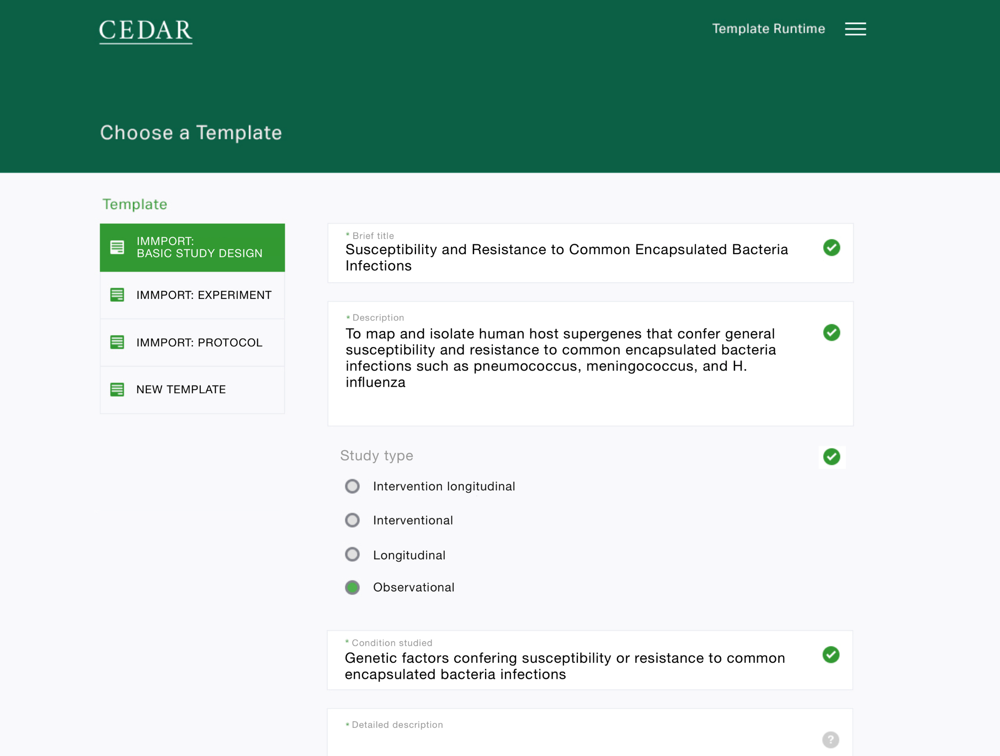 CEDAR
Template Runtime
Choose a Template
Template
IMMPORT:
BASIC STUDY DESIGN
IMMPORT: EXPERIMENT
IMMPORT: PROTOCOL
NEW TEMPLATE
* Brief title
Susceptibility and Resistance to Common Encapsulated Bacteria
Infections
* Description
To map and isolate human host supergenes that confer general
susceptibility and resistance to common encapsulated bacteria
infections such as pneumococcus, meningococcus, and H.
influenza
Study type
Intervention longitudinal
Interventional
Longitudinal
Observational
* Condition studied
Genetic factors confering susceptibility or resistance to common
encapsulated bacteria infections
* Detailed description
?